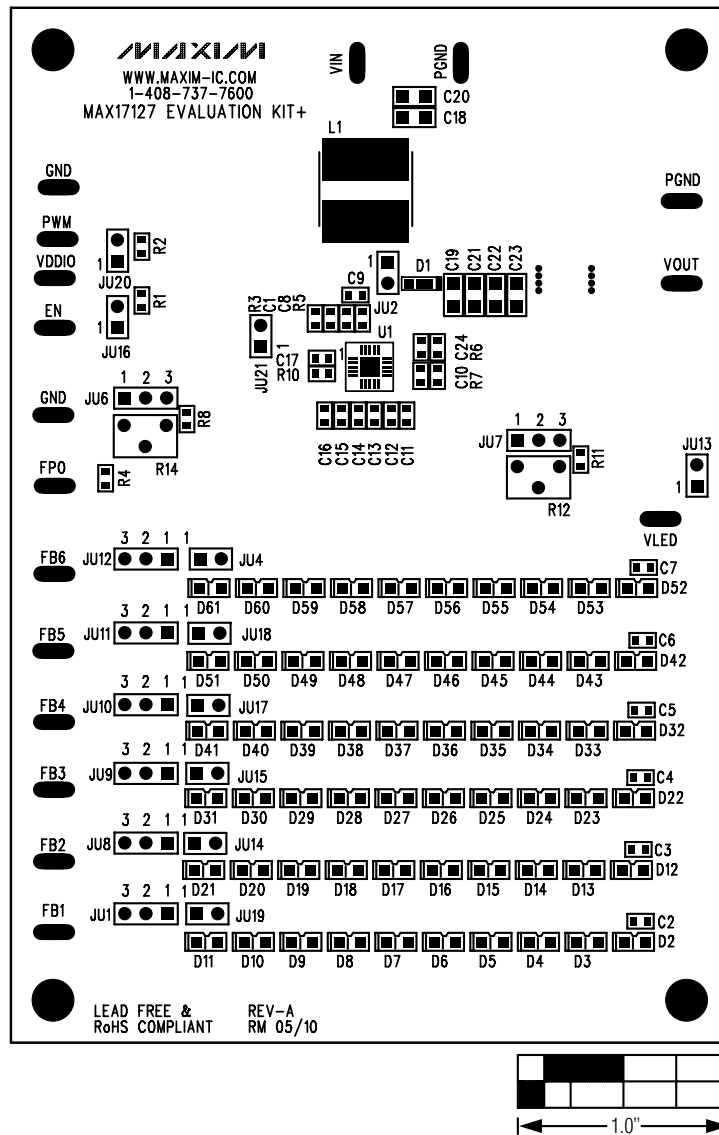 MAXIM
WWW.MAXIM-IC.COM
1-408-737-7600
MAX17127 EVALUATION KIT+
VIN
PGND
C20
C18
L1
GND
PGND
PWM
R2
1
JU20
VDDIO
D1
C19
C21
C22
C23
VOUT
R1
C9
1
JU2
EN
1
JU16
R3
C1
C8
R5
U1
1
JU21
C17
1
R10
C24
R6
C10
R7
GND
JU6
1 2 3
R8
R14
C16
C15
C14
C13
C12
C11
JU7
1 2 3
R11
R12
JU13
1
FPO
R4
VLED
FB6
JU12
3 2 1 1
JU4
C7
D61 D60 D59 D58 D57 D56 D55 D54 D53 D52
FB5
JU11
3 2 1 1
JU18
C6
D51 D50 D49 D48 D47 D46 D45 D44 D43 D42
FB4
JU10
3 2 1 1
JU17
C5
D41 D40 D39 D38 D37 D36 D35 D34 D33 D32
FB3
JU9
3 2 1 1
JU15
C4
D31 D30 D29 D28 D27 D26 D25 D24 D23 D22
FB2
JU8
3 2 1 1
JU14
C3
D21 D20 D19 D18 D17 D16 D15 D14 D13 D12
FB1
JU1
3 2 1 1
JU19
C2
D11 D10 D9 D8 D7 D6 D5 D4 D3 D2
LEAD FREE &
RoHS COMPLIANT
REV-A
RM 05/10
1.0"